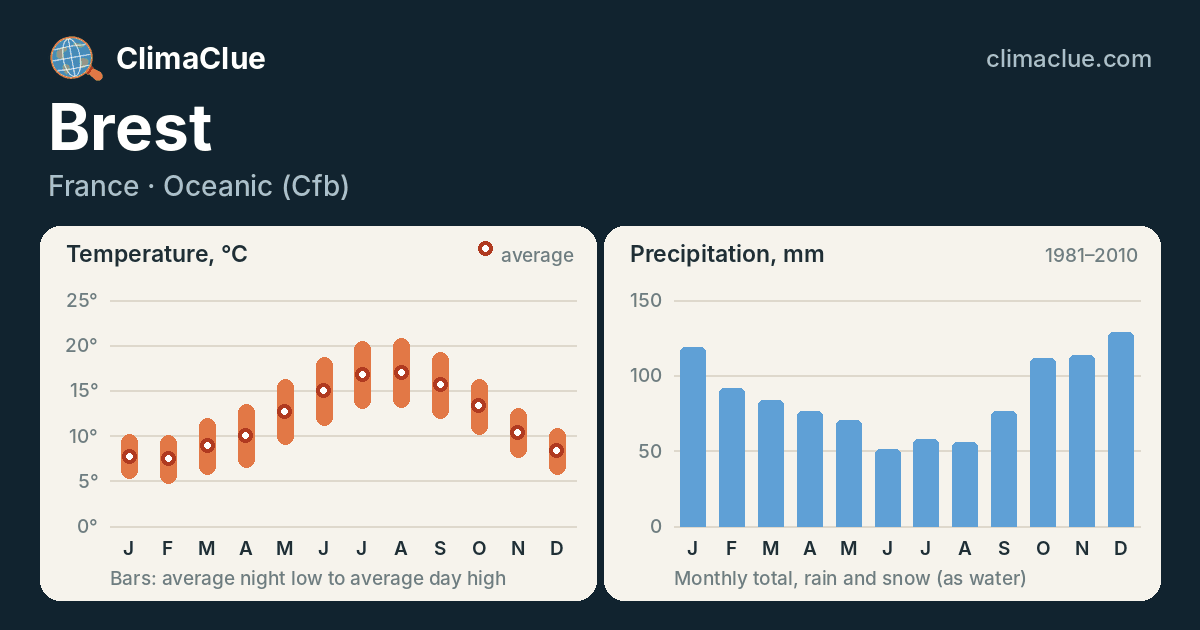 ClimaClue
climaclue.com
Brest
France · Oceanic (Cfb)
Temperature, °C
average
25°
20°
15°
10°
5°
0°
J F M A M J J A S O N D
Bars: average night low to average day high
Precipitation, mm
1981–2010
150
100
50
0
J F M A M J J A S O N D
Monthly total, rain and snow (as water)